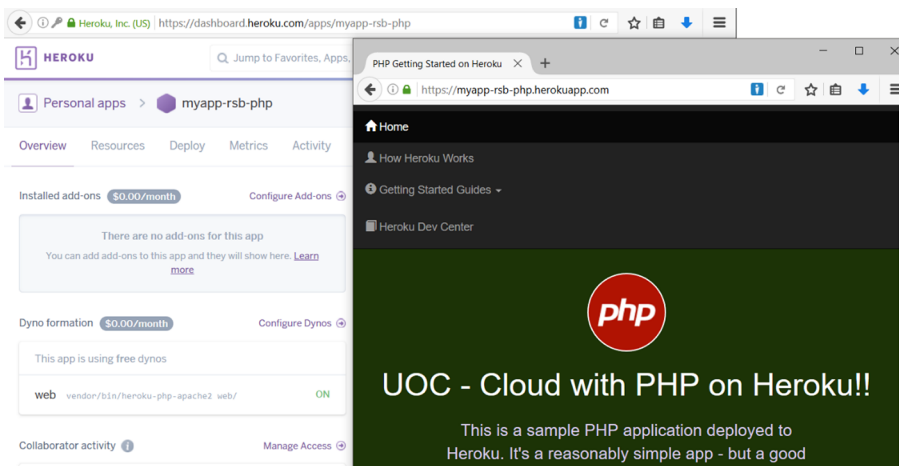 Heroku, Inc. (US) https://dashboard.heroku.com/apps/myapp-rsb-php
HEROKU
Jump to Favorites, Apps,
Personal apps > myapp-rsb-php
Overview Resources Deploy Metrics Activity
Installed add-ons $0.00/month Configure Add-ons
There are no add-ons for this app
You can add add-ons to this app and they will show here. Learn
more
Dyno formation $0.00/month Configure Dynos
This app is using free dynos
web vendor/bin/heroku-php-apache2 web/ ON
Collaborator activity Manage Access
PHP Getting Started on Heroku
https://myapp-rsb-php.herokuapp.com
Home
How Heroku Works
Getting Started Guides
Heroku Dev Center
php
UOC - Cloud with PHP on Heroku!!
This is a sample PHP application deployed to
Heroku. It's a reasonably simple app - but a good